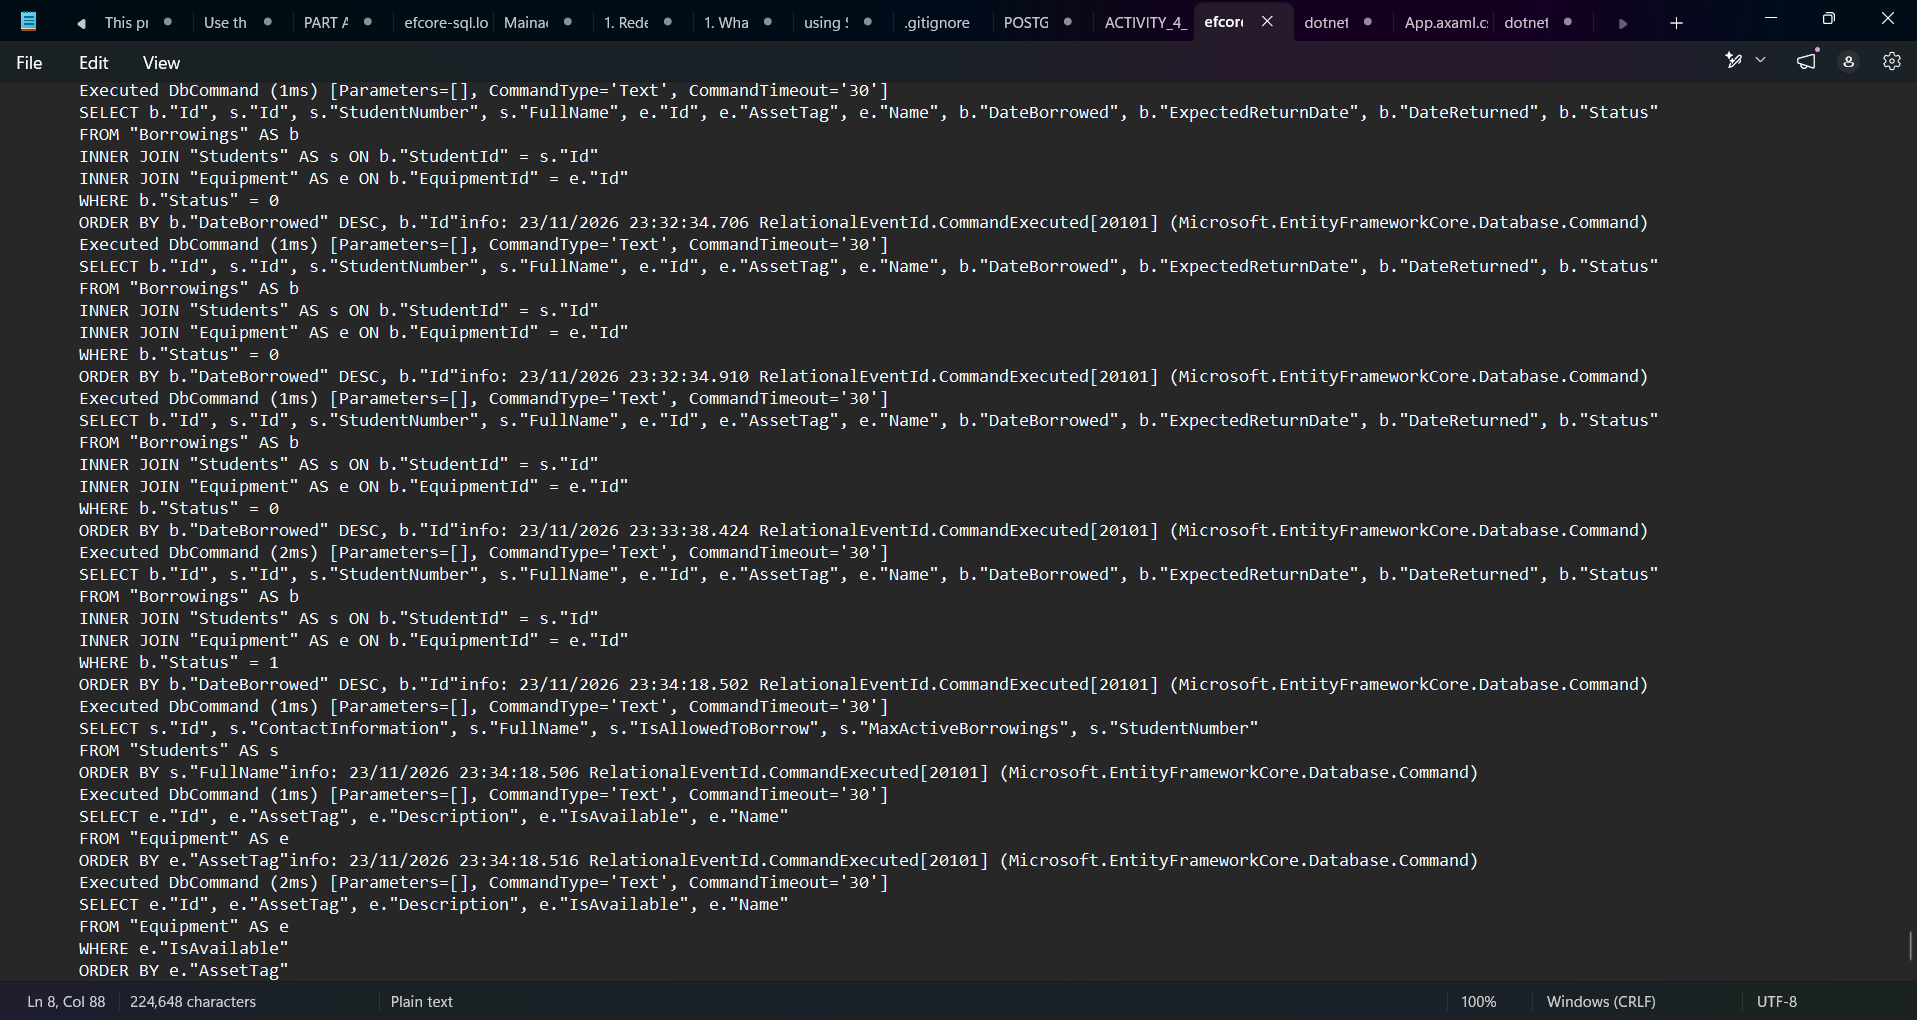 This pr
Use th
PART A
efcore-sql.lo
Maina
1. Rede
1. Wha
using S
.gitignore
POSTG
ACTIVITY_4_
efcor
dotnet
App.axaml.c
dotnet
File
Edit
View
Executed DbCommand (1ms) [Parameters=[], CommandType='Text', CommandTimeout='30']
SELECT b."Id", s."Id", s."StudentNumber", s."FullName", e."Id", e."AssetTag", e."Name", b."DateBorrowed", b."ExpectedReturnDate", b."DateReturned", b."Status"
FROM "Borrowings" AS b
INNER JOIN "Students" AS s ON b."StudentId" = s."Id"
INNER JOIN "Equipment" AS e ON b."EquipmentId" = e."Id"
WHERE b."Status" = 0
ORDER BY b."DateBorrowed" DESC, b."Id"info: 23/11/2026 23:32:34.706 RelationalEventId.CommandExecuted[20101] (Microsoft.EntityFrameworkCore.Database.Command)
Executed DbCommand (1ms) [Parameters=[], CommandType='Text', CommandTimeout='30']
SELECT b."Id", s."Id", s."StudentNumber", s."FullName", e."Id", e."AssetTag", e."Name", b."DateBorrowed", b."ExpectedReturnDate", b."DateReturned", b."Status"
FROM "Borrowings" AS b
INNER JOIN "Students" AS s ON b."StudentId" = s."Id"
INNER JOIN "Equipment" AS e ON b."EquipmentId" = e."Id"
WHERE b."Status" = 0
ORDER BY b."DateBorrowed" DESC, b."Id"info: 23/11/2026 23:32:34.910 RelationalEventId.CommandExecuted[20101] (Microsoft.EntityFrameworkCore.Database.Command)
Executed DbCommand (1ms) [Parameters=[], CommandType='Text', CommandTimeout='30']
SELECT b."Id", s."Id", s."StudentNumber", s."FullName", e."Id", e."AssetTag", e."Name", b."DateBorrowed", b."ExpectedReturnDate", b."DateReturned", b."Status"
FROM "Borrowings" AS b
INNER JOIN "Students" AS s ON b."StudentId" = s."Id"
INNER JOIN "Equipment" AS e ON b."EquipmentId" = e."Id"
WHERE b."Status" = 0
ORDER BY b."DateBorrowed" DESC, b."Id"info: 23/11/2026 23:33:38.424 RelationalEventId.CommandExecuted[20101] (Microsoft.EntityFrameworkCore.Database.Command)
Executed DbCommand (2ms) [Parameters=[], CommandType='Text', CommandTimeout='30']
SELECT b."Id", s."Id", s."StudentNumber", s."FullName", e."Id", e."AssetTag", e."Name", b."DateBorrowed", b."ExpectedReturnDate", b."DateReturned", b."Status"
FROM "Borrowings" AS b
INNER JOIN "Students" AS s ON b."StudentId" = s."Id"
INNER JOIN "Equipment" AS e ON b."EquipmentId" = e."Id"
WHERE b."Status" = 1
ORDER BY b."DateBorrowed" DESC, b."Id"info: 23/11/2026 23:34:18.502 RelationalEventId.CommandExecuted[20101] (Microsoft.EntityFrameworkCore.Database.Command)
Executed DbCommand (1ms) [Parameters=[], CommandType='Text', CommandTimeout='30']
SELECT s."Id", s."ContactInformation", s."FullName", s."IsAllowedToBorrow", s."MaxActiveBorrowings", s."StudentNumber"
FROM "Students" AS s
ORDER BY s."FullName"info: 23/11/2026 23:34:18.506 RelationalEventId.CommandExecuted[20101] (Microsoft.EntityFrameworkCore.Database.Command)
Executed DbCommand (1ms) [Parameters=[], CommandType='Text', CommandTimeout='30']
SELECT e."Id", e."AssetTag", e."Description", e."IsAvailable", e."Name"
FROM "Equipment" AS e
ORDER BY e."AssetTag"info: 23/11/2026 23:34:18.516 RelationalEventId.CommandExecuted[20101] (Microsoft.EntityFrameworkCore.Database.Command)
Executed DbCommand (2ms) [Parameters=[], CommandType='Text', CommandTimeout='30']
SELECT e."Id", e."AssetTag", e."Description", e."IsAvailable", e."Name"
FROM "Equipment" AS e
WHERE e."IsAvailable"
ORDER BY e."AssetTag"
Ln 8, Col 88
224,648 characters
Plain text
100%
Windows (CRLF)
UTF-8